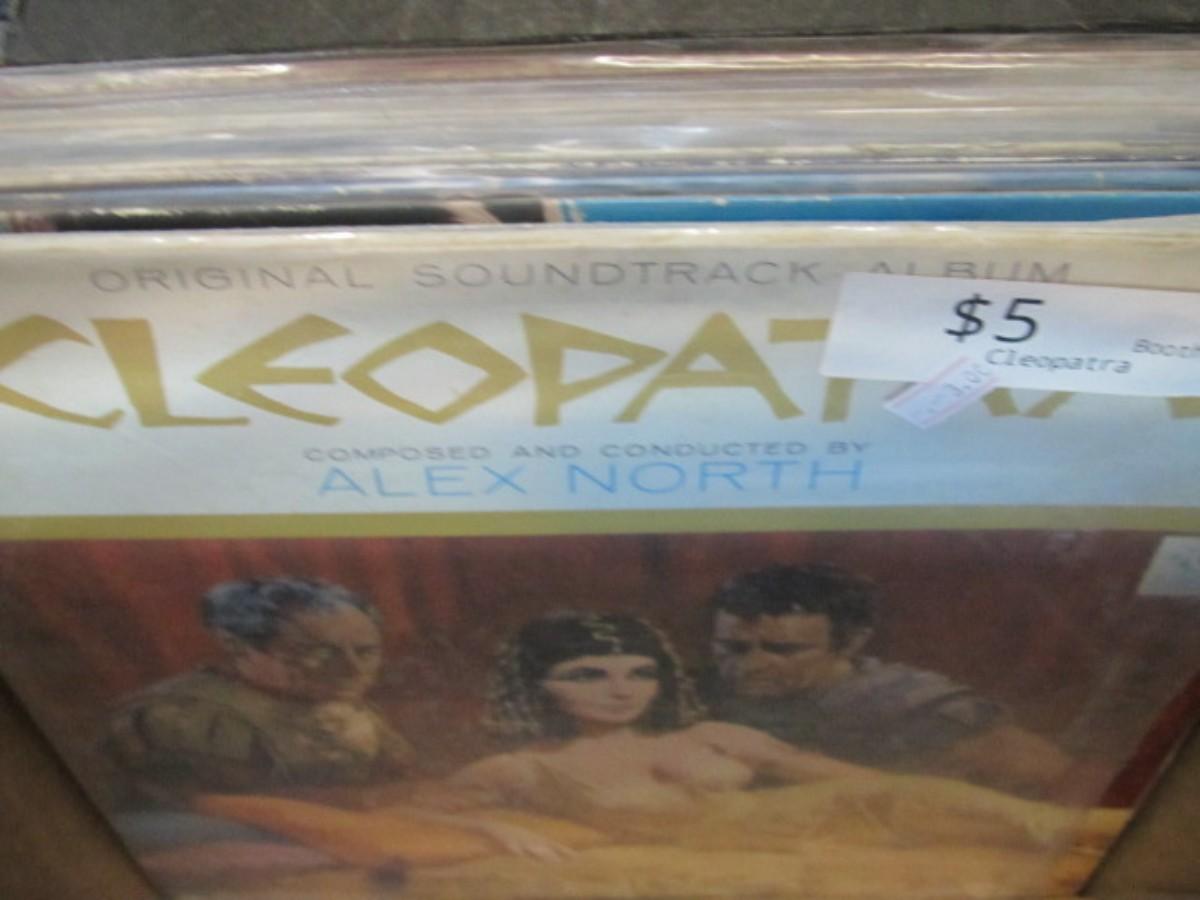 ORIGINAL SOUNDTRACK ALBUM
CLEOPATRA
$5
Booth
Cleopatra
COMPOSED AND CONDUCTED BY
ALEX NORTH